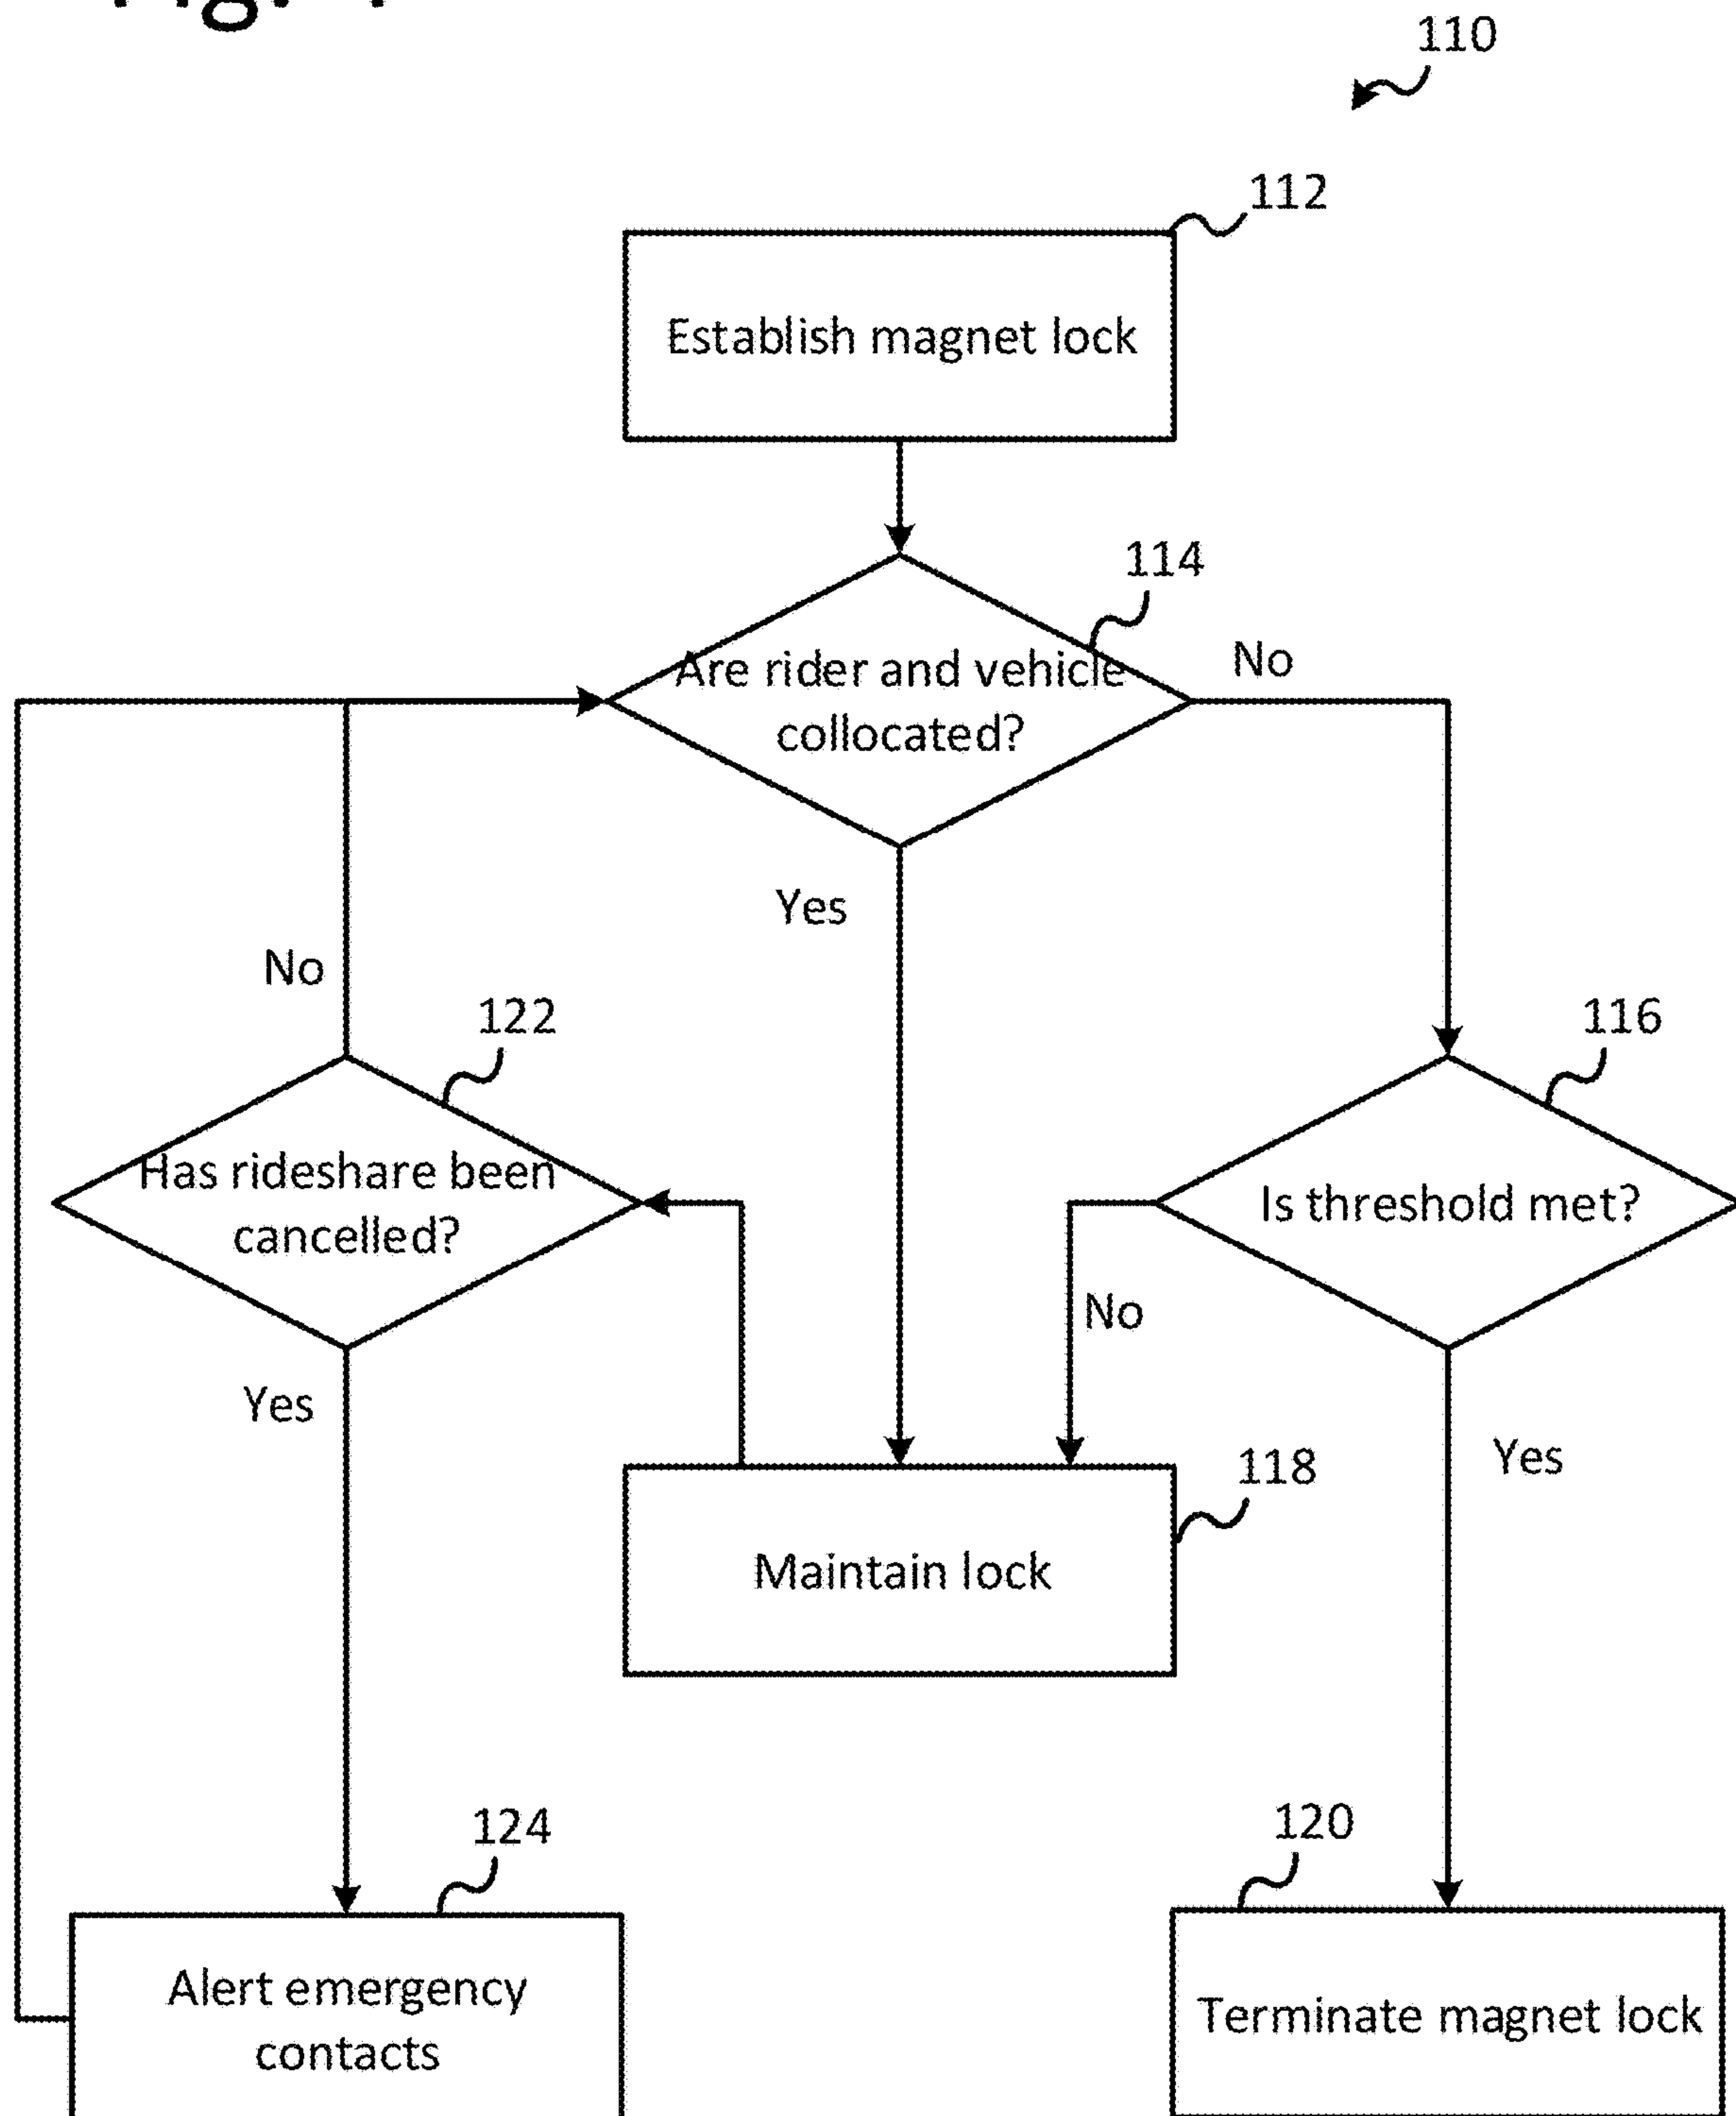 110
112
Establish magnet lock
114
Are rider and vehicle
collocated?
No
Yes
No
122
116
Has rideshare been
cancelled?
Is threshold met?
No
Yes
Yes
118
Maintain lock
124
120
Alert emergency
contacts
Terminate magnet lock